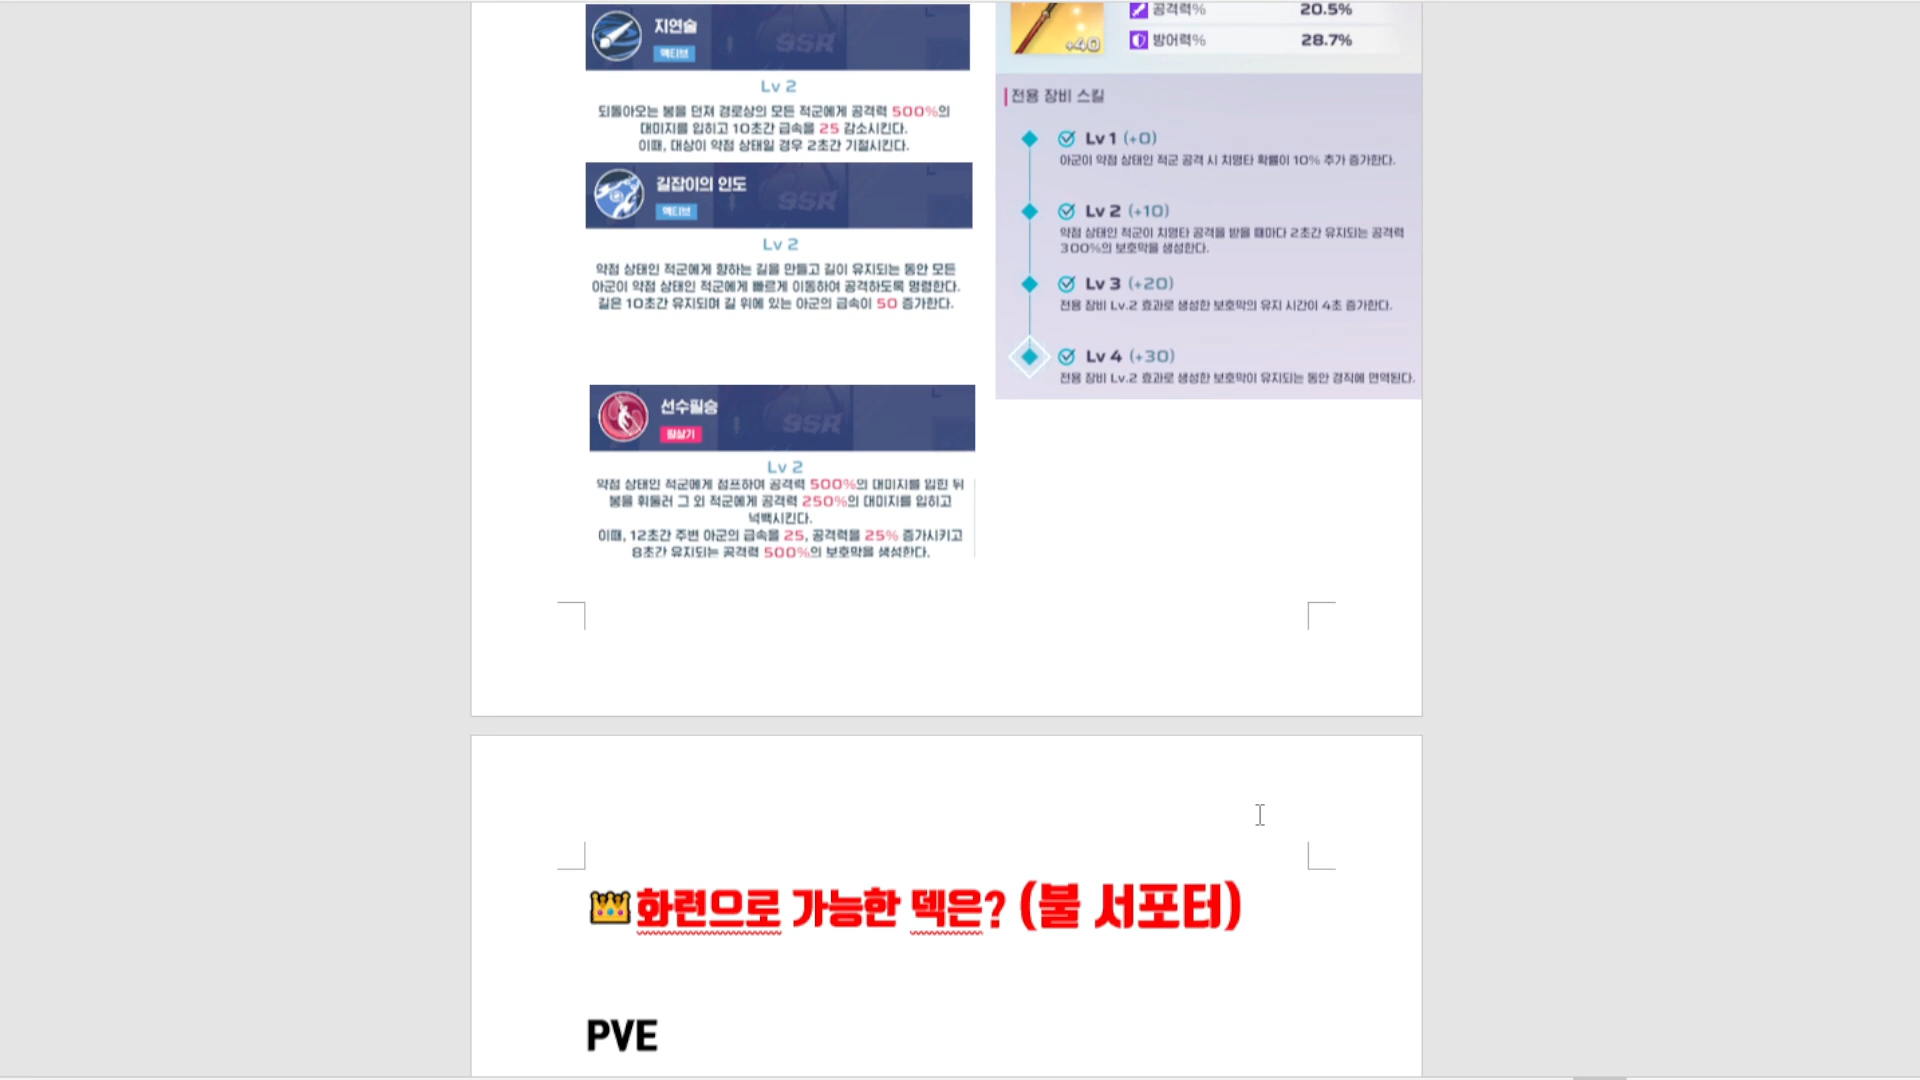 지연술
액티브
9SR
Lv 2
되돌아오는 봉을 던져 경로상의 모든 적군에게 공격력 500%의
대미지를 입히고 10초간 급속을 25 감소시킨다.
이때, 대상이 약점 상태일 경우 2초간 기절시킨다.
길잡이의 인도
액티브
9SR
Lv 2
약점 상태인 적군에게 향하는 길을 만들고 길이 유지되는 동안 모든
아군이 약점 상태인 적군에게 빠르게 이동하여 공격하도록 명령한다.
길은 10초간 유지되며 길 위에 있는 아군의 급속이 50 증가한다.
선수필승
필살기
9SR
Lv 2
약점 상태인 적군에게 점프하여 공격력 500%의 대미지를 입힌 뒤
봉을 휘둘러 그 외 적군에게 공격력 250%의 대미지를 입히고
넉백시킨다.
이때, 12초간 주변 아군의 급속을 25, 공격력을 25% 증가시키고
8초간 유지되는 공격력 500%의 보호막을 생성한다.
+40
공격력% 20.5%
방어력% 28.7%
전용 장비 스킬
Lv 1 (+0)
아군이 약점 상태인 적군 공격 시 치명타 확률이 10% 추가 증가한다.
Lv 2 (+10)
약점 상태인 적군이 치명타 공격을 받을 때마다 2초간 유지되는 공격력
300%의 보호막을 생성한다.
Lv 3 (+20)
전용 장비 Lv.2 효과로 생성한 보호막의 유지 시간이 4초 증가한다.
Lv 4 (+30)
전용 장비 Lv.2 효과로 생성한 보호막이 유지되는 동안 경직에 면역된다.
화련으로 가능한 덱은? (불 서포터)
PVE